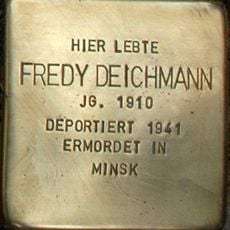 HIER LEBTE
FREDY DEICHMANN
JG. 1910
DEPORTIERT 1941
ERMORDET IN
MINSK